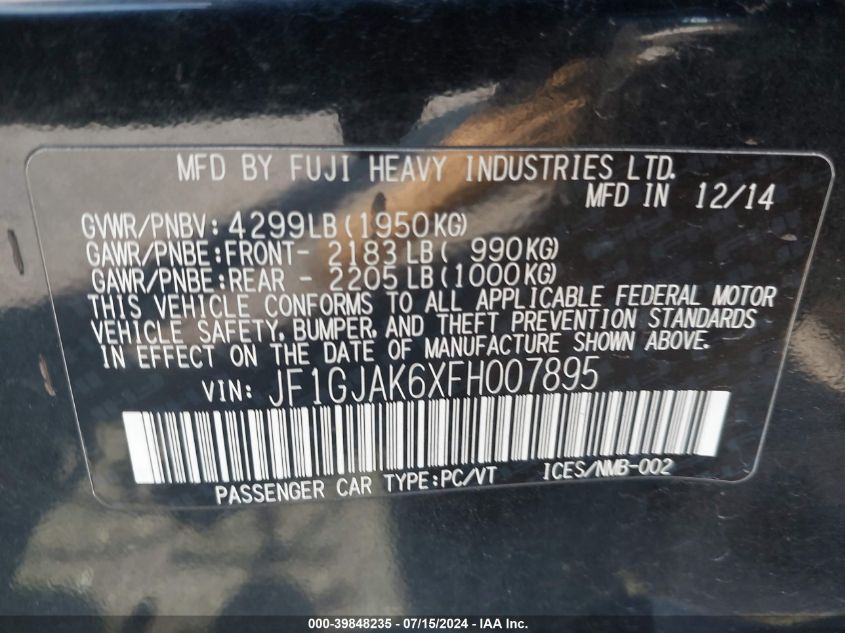 MFD BY FUJI HEAVY INDUSTRIES LTD.
MFD IN 12/14
GVWR/PNBV: 4299LB(1950KG)
GAWR/PNBE:FRONT- 2183LB( 990KG)
GAWR/PNBE:REAR - 2205LB(1000KG)
THIS VEHICLE CONFORMS TO ALL APPLICABLE FEDERAL MOTOR
VEHICLE SAFETY, BUMPER, AND THEFT PREVENTION STANDARDS
IN EFFECT ON THE DATE OF MANUFACTURE SHOWN ABOVE.
VIN: JF1GJAK6XFH007895
PASSENGER CAR TYPE:PC/VT ICES/NMB-002
000-39848235 - 07/15/2024 - IAA Inc.